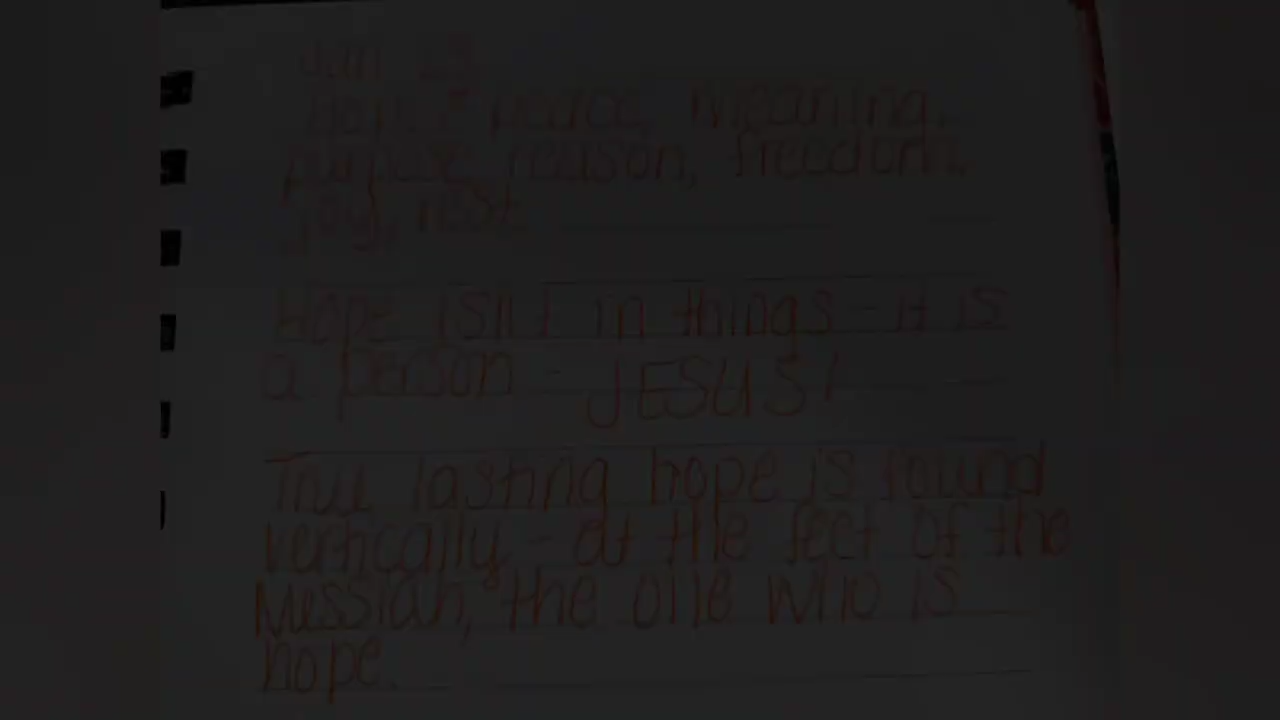 peace, meaning,
purpose, reason, freedom,
joy, rest
Hope isn't in things - it is
a person - JESUS!
True lasting hope is found
vertically - at the feet of the
Messiah, the one who is
hope.